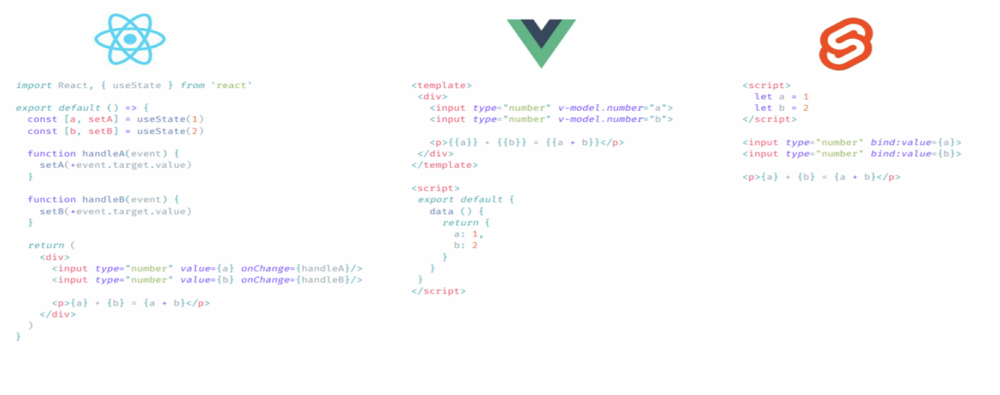 import React, { useState } from 'react'
export default () => {
  const [a, setA] = useState(1)
  const [b, setB] = useState(2)
  function handleA(event) {
    setA(+event.target.value)
  }
  function handleB(event) {
    setB(+event.target.value)
  }
  return (
    <div>
      <input type="number" value={a} onChange={handleA}/>
      <input type="number" value={b} onChange={handleB}/>
      <p>{a} + {b} = {a + b}</p>
    </div>
  )
}
<template>
 <div>
   <input type="number" v-model.number="a">
   <input type="number" v-model.number="b">
   <p>{{a}} + {{b}} = {{a + b}}</p>
 </div>
</template>
<script>
 export default {
   data () {
     return {
       a: 1,
       b: 2
     }
   }
 }
</script>
<script>
  let a = 1
  let b = 2
</script>
<input type="number" bind:value={a}>
<input type="number" bind:value={b}>
<p>{a} + {b} = {a + b}</p>